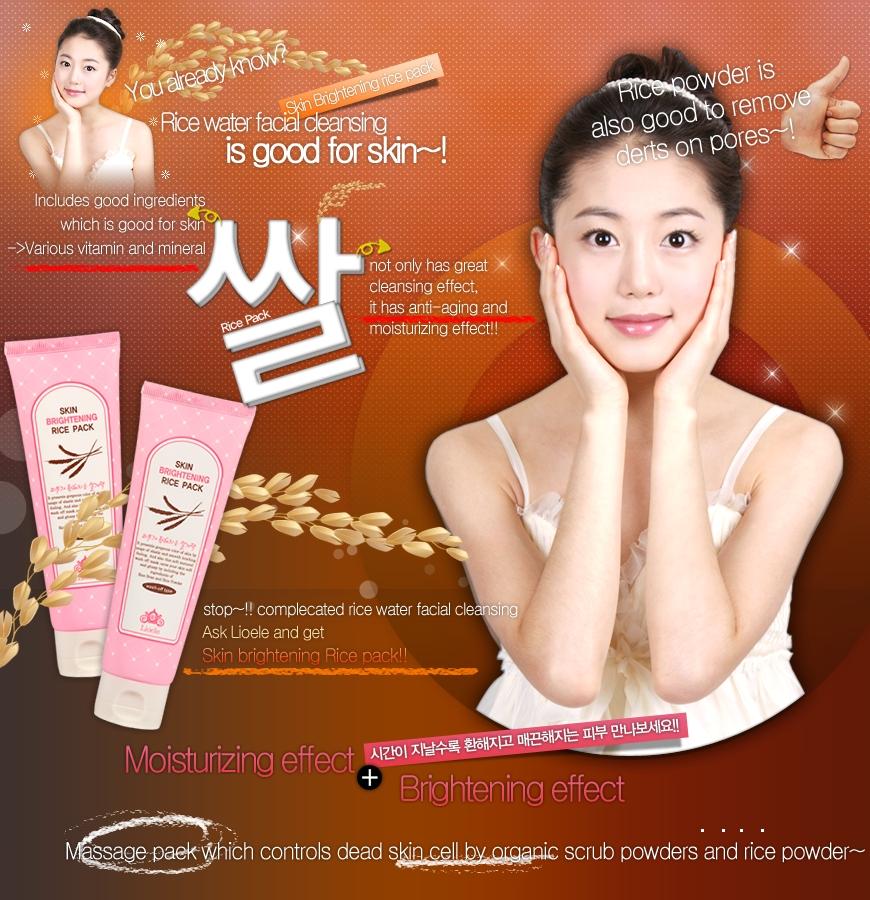 You already know?
Skin Brightening rice pack
Rice water facial cleansing
is good for skin~!
Rice powder is
also good to remove
derts on pores~!
Includes good ingredients
which is good for skin
->Various vitamin and mineral
쌀
Rice Pack
not only has great
cleansing effect,
it has anti-aging and
moisturizing effect!!
SKIN
BRIGHTENING
RICE PACK
SKIN
BRIGHTENING
RICE PACK
wash-off type
Lioele
stop~!! complecated rice water facial cleansing
Ask Lioele and get
Skin brightening Rice pack!!
시간이 지날수록 환해지고 매끈해지는 피부 만나보세요!!
Moisturizing effect
+
Brightening effect
Massage pack which controls dead skin cell by organic scrub powders and rice powder~